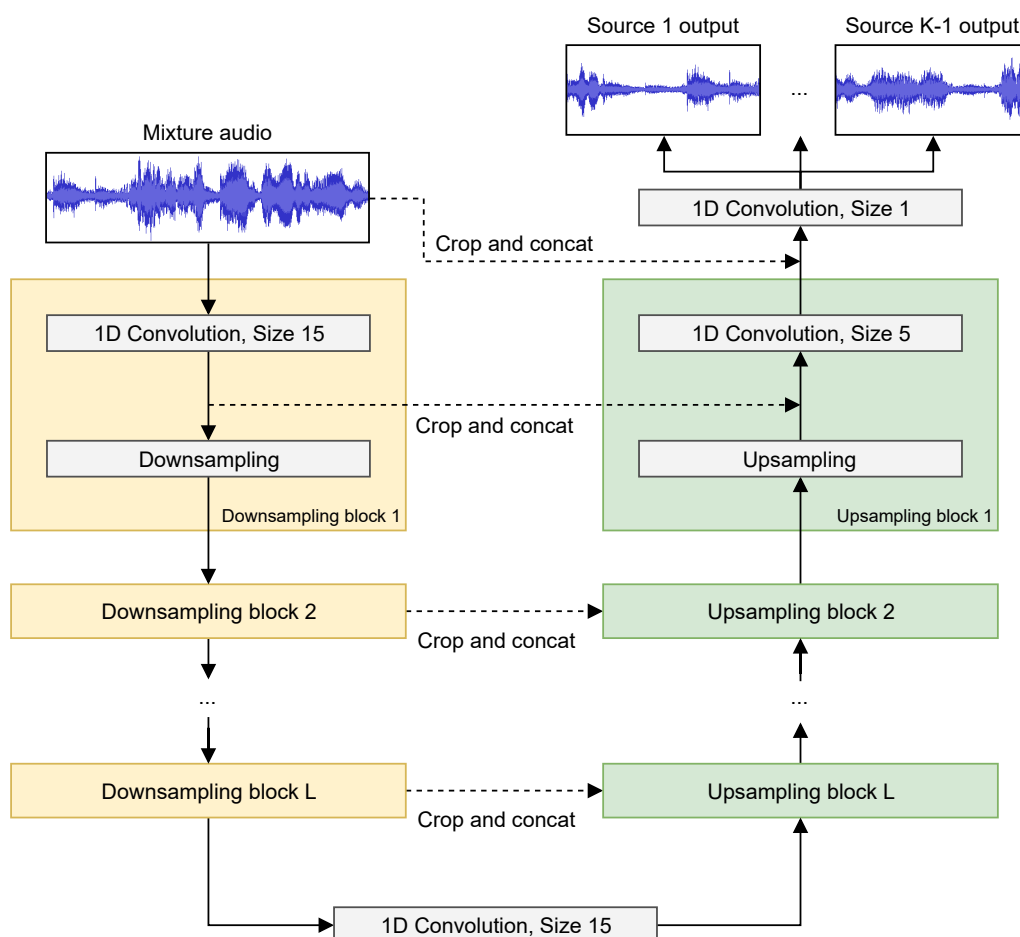 Source 1 output
Source K-1 output
...
Mixture audio
1D Convolution, Size 1
Crop and concat
1D Convolution, Size 15
1D Convolution, Size 5
Crop and concat
Downsampling
Upsampling
Downsampling block 1
Upsampling block 1
Downsampling block 2
Upsampling block 2
Crop and concat
...
...
Downsampling block L
Upsampling block L
Crop and concat
1D Convolution, Size 15